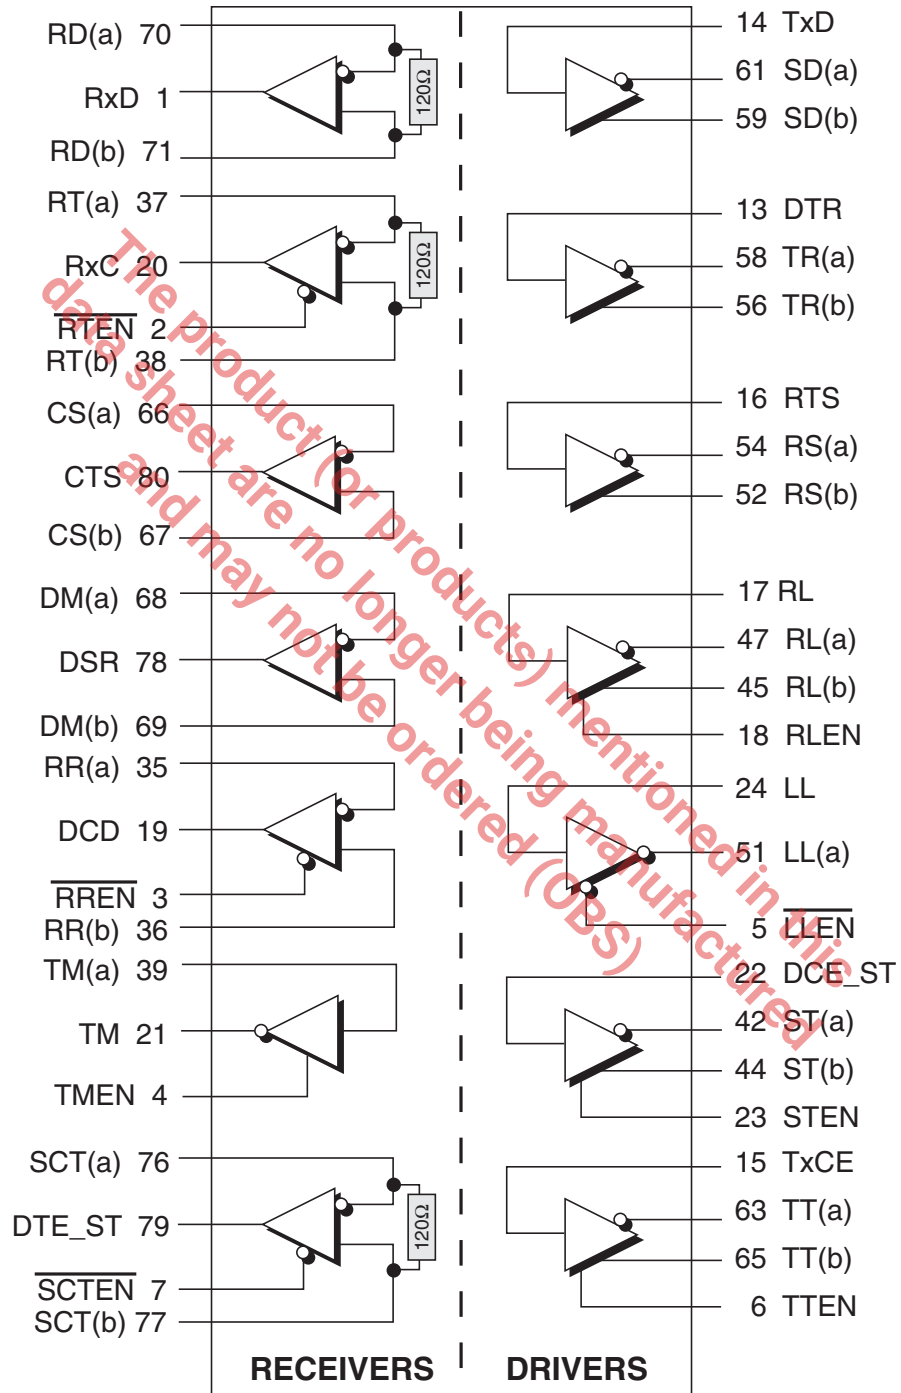 RD(a) 70
RxD 1
RD(b) 71
120Ω
RT(a) 37
RxC 20
RTEN 2
RT(b) 38
120Ω
CS(a) 66
CTS 80
CS(b) 67
DM(a) 68
DSR 78
DM(b) 69
RR(a) 35
DCD 19
RREN 3
RR(b) 36
TM(a) 39
TM 21
TMEN 4
SCT(a) 76
DTE_ST 79
SCTEN 7
SCT(b) 77
120Ω
RECEIVERS
14 TxD
61 SD(a)
59 SD(b)
13 DTR
58 TR(a)
56 TR(b)
16 RTS
54 RS(a)
52 RS(b)
17 RL
47 RL(a)
45 RL(b)
18 RLEN
24 LL
51 LL(a)
5 LLEN
22 DCE_ST
42 ST(a)
44 ST(b)
23 STEN
15 TxCE
63 TT(a)
65 TT(b)
6 TTEN
DRIVERS
The product (or products) mentioned in this
data sheet are no longer being manufactured
and may not be ordered (OBS)